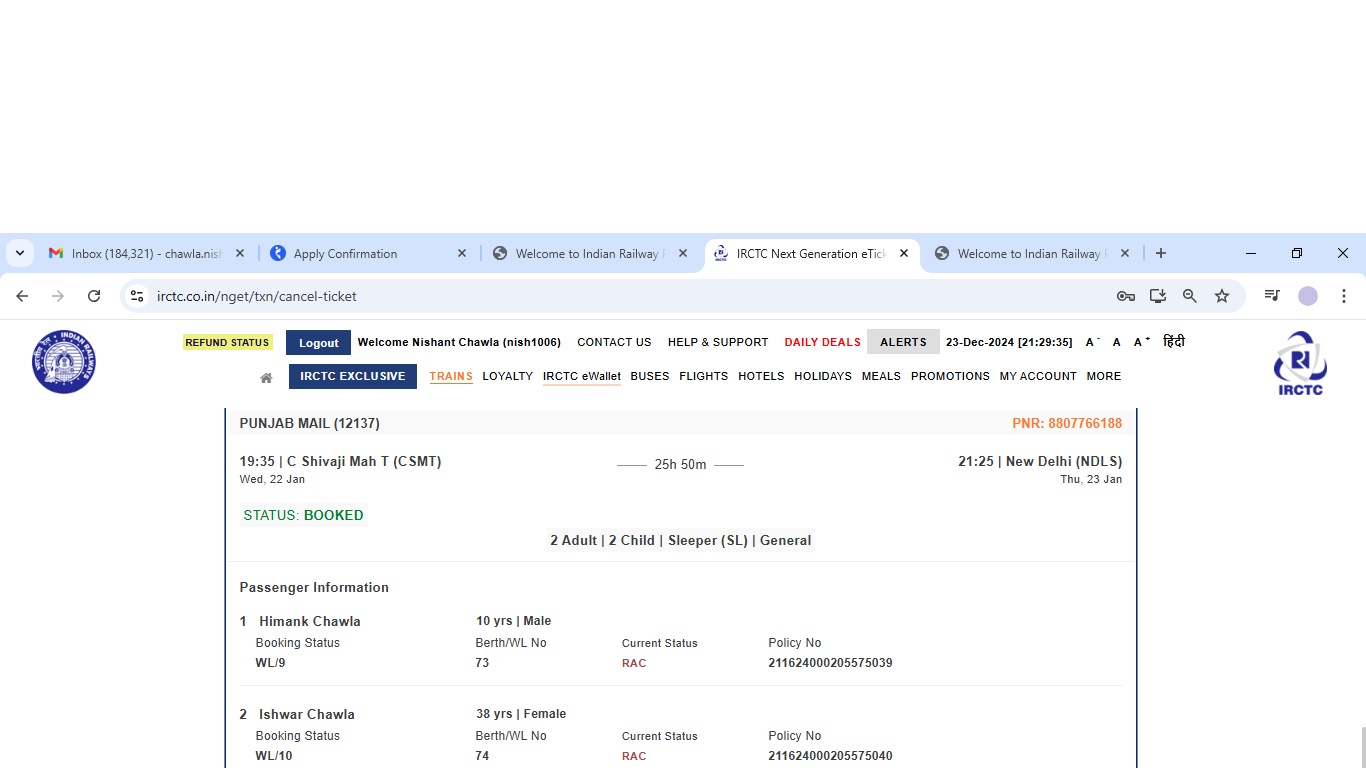 Inbox (184,321) - chawla.nish
Apply Confirmation
Welcome to Indian Railway P
IRCTC Next Generation eTick
Welcome to Indian Railway P
irctc.co.in/nget/txn/cancel-ticket
INDIAN RAILWAYS
REFUND STATUS Logout Welcome Nishant Chawla (nish1006) CONTACT US HELP & SUPPORT DAILY DEALS ALERTS 23-Dec-2024 [21:29:35] A- A A+ हिंदी
IRCTC EXCLUSIVE TRAINS LOYALTY IRCTC eWallet BUSES FLIGHTS HOTELS HOLIDAYS MEALS PROMOTIONS MY ACCOUNT MORE
IRCTC
PUNJAB MAIL (12137) PNR: 8807766188
19:35 | C Shivaji Mah T (CSMT) 25h 50m 21:25 | New Delhi (NDLS)
Wed, 22 Jan Thu, 23 Jan
STATUS: BOOKED
2 Adult | 2 Child | Sleeper (SL) | General
Passenger Information
1 Himank Chawla 10 yrs | Male
Booking Status Berth/WL No Current Status Policy No
WL/9 73 RAC 211624000205575039
2 Ishwar Chawla 38 yrs | Female
Booking Status Berth/WL No Current Status Policy No
WL/10 74 RAC 211624000205575040